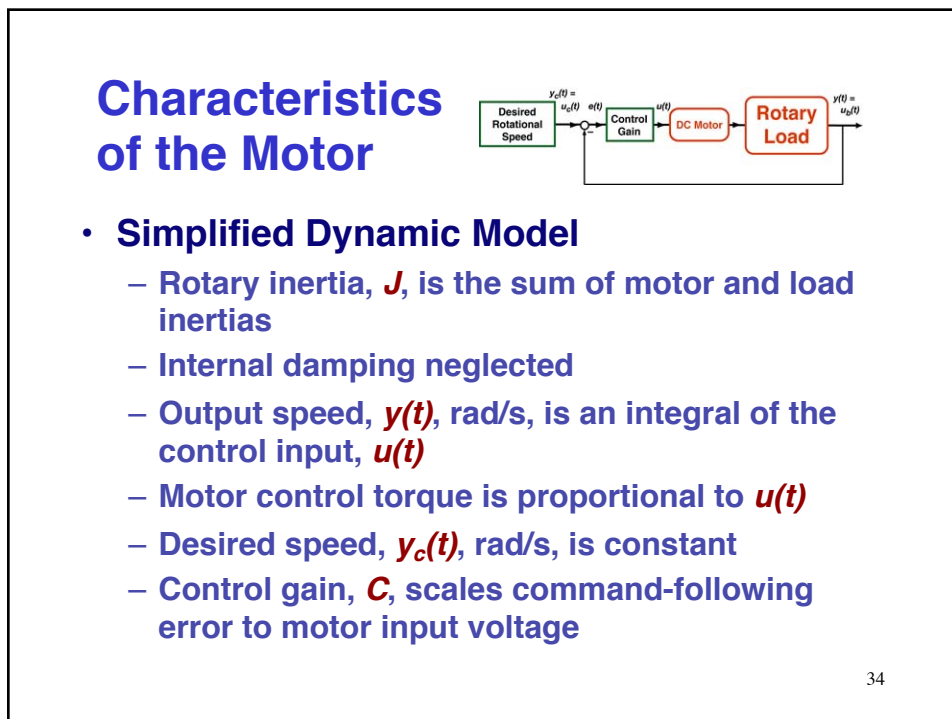 Characteristics
of the Motor
y_c(t) =
u_c(t) e(t) u(t) y(t) =
u_b(t)
Desired
Rotational
Speed
–
Control
Gain
DC Motor
Rotary
Load
• Simplified Dynamic Model
– Rotary inertia, J, is the sum of motor and load
inertias
– Internal damping neglected
– Output speed, y(t), rad/s, is an integral of the
control input, u(t)
– Motor control torque is proportional to u(t)
– Desired speed, y_c(t), rad/s, is constant
– Control gain, C, scales command-following
error to motor input voltage
34